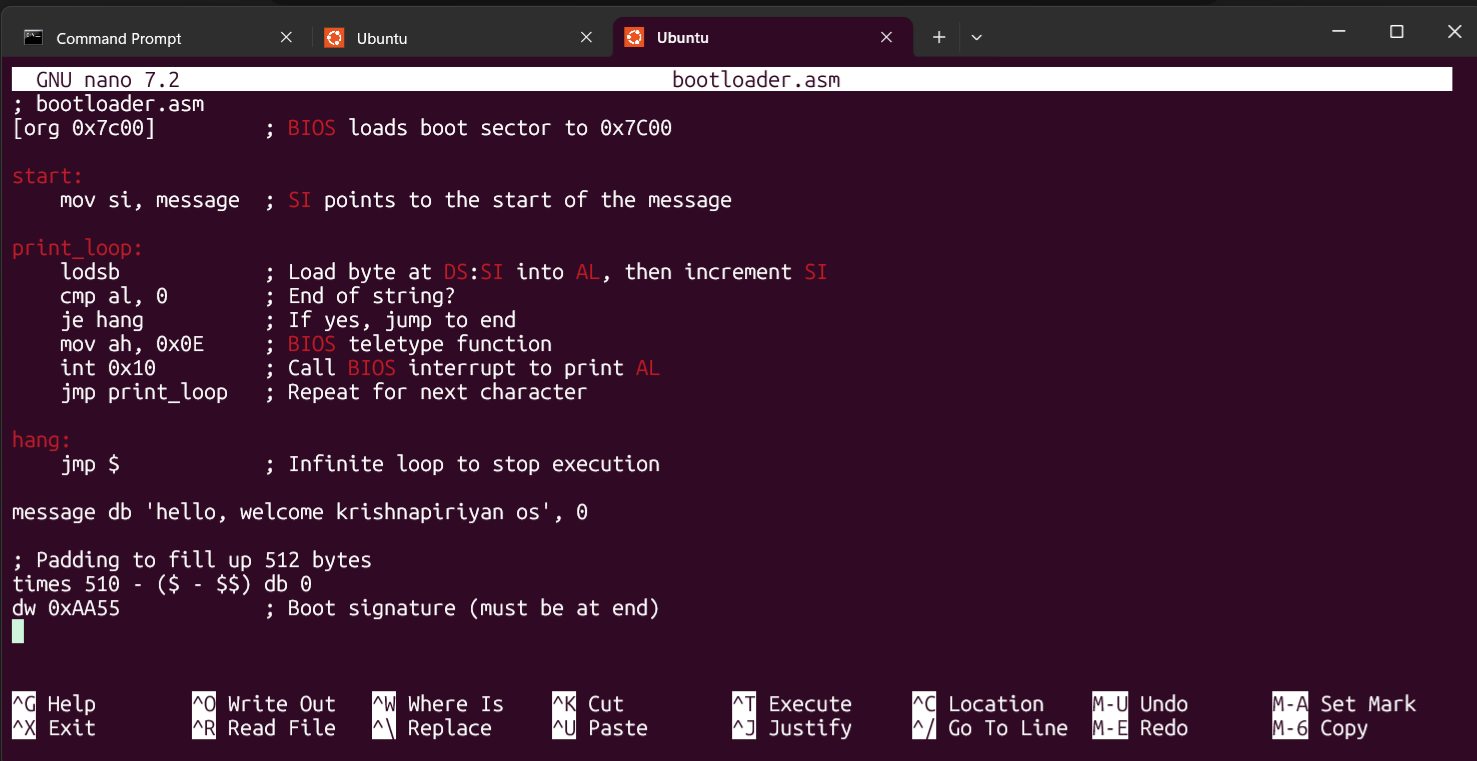 Command Prompt Ubuntu Ubuntu
GNU nano 7.2 bootloader.asm
; bootloader.asm
[org 0x7c00] ; BIOS loads boot sector to 0x7C00
start:
mov si, message ; SI points to the start of the message
print_loop:
lodsb ; Load byte at DS:SI into AL, then increment SI
cmp al, 0 ; End of string?
je hang ; If yes, jump to end
mov ah, 0x0E ; BIOS teletype function
int 0x10 ; Call BIOS interrupt to print AL
jmp print_loop ; Repeat for next character
hang:
jmp $ ; Infinite loop to stop execution
message db 'hello, welcome krishnapiriyan os', 0
; Padding to fill up 512 bytes
times 510 - ($ - $$) db 0
dw 0xAA55 ; Boot signature (must be at end)
^G Help ^O Write Out ^W Where Is ^K Cut ^T Execute ^C Location M-U Undo M-A Set Mark
^X Exit ^R Read File ^\ Replace ^U Paste ^J Justify ^/ Go To Line M-E Redo M-6 Copy